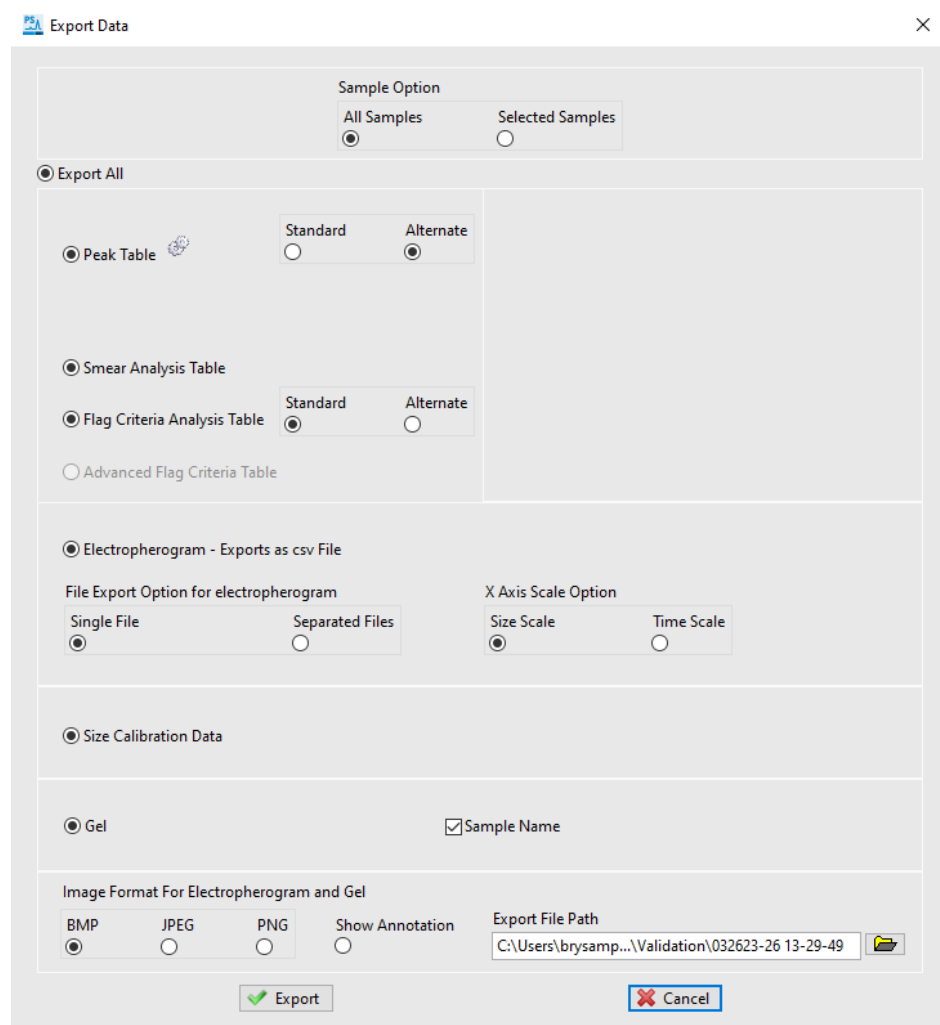 PS
Export Data
Sample Option
All Samples Selected Samples
Export All
Standard Alternate
Peak Table
Smear Analysis Table
Standard Alternate
Flag Criteria Analysis Table
Advanced Flag Criteria Table
Electropherogram - Exports as csv File
File Export Option for electropherogram X Axis Scale Option
Single File Separated Files Size Scale Time Scale
Size Calibration Data
Gel Sample Name
Image Format For Electropherogram and Gel
BMP JPEG PNG Show Annotation Export File Path
C:\Users\brysamp...\Validation\032623-26 13-29-49
Export Cancel